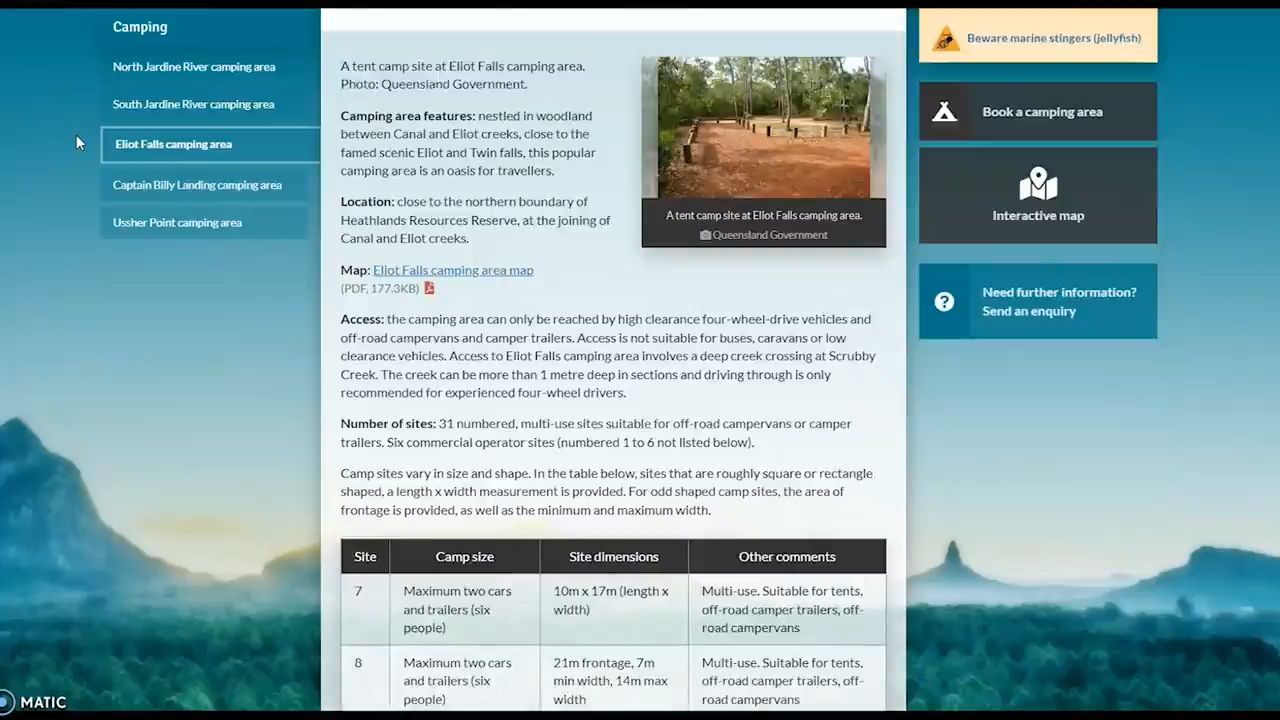 Camping
North Jardine River camping area
South Jardine River camping area
Eliot Falls camping area
Captain Billy Landing camping area
Ussher Point camping area
A tent camp site at Eliot Falls camping area.
Photo: Queensland Government.
Camping area features: nestled in woodland
between Canal and Eliot creeks, close to the
famed scenic Eliot and Twin falls, this popular
camping area is an oasis for travellers.
Location: close to the northern boundary of
Heathlands Resources Reserve, at the joining of
Canal and Eliot creeks.
A tent camp site at Eliot Falls camping area.
Queensland Government
Map: Eliot Falls camping area map
(PDF, 177.3KB)
Access: the camping area can only be reached by high clearance four-wheel-drive vehicles and
off-road campervans and camper trailers. Access is not suitable for buses, caravans or low
clearance vehicles. Access to Eliot Falls camping area involves a deep creek crossing at Scrubby
Creek. The creek can be more than 1 metre deep in sections and driving through is only
recommended for experienced four-wheel drivers.
Number of sites: 31 numbered, multi-use sites suitable for off-road campervans or camper
trailers. Six commercial operator sites (numbered 1 to 6 not listed below).
Camp sites vary in size and shape. In the table below, sites that are roughly square or rectangle
shaped, a length x width measurement is provided. For odd shaped camp sites, the area of
frontage is provided, as well as the minimum and maximum width.
Site Camp size Site dimensions Other comments
7 Maximum two cars 10m x 17m (length x Multi-use. Suitable for tents,
and trailers (six width) off-road camper trailers, off-
people) road campervans
8 Maximum two cars 21m frontage, 7m Multi-use. Suitable for tents,
and trailers (six min width, 14m max off-road camper trailers, off-
people) width road campervans
Beware marine stingers (jellyfish)
Book a camping area
Interactive map
Need further information?
Send an enquiry
MATIC